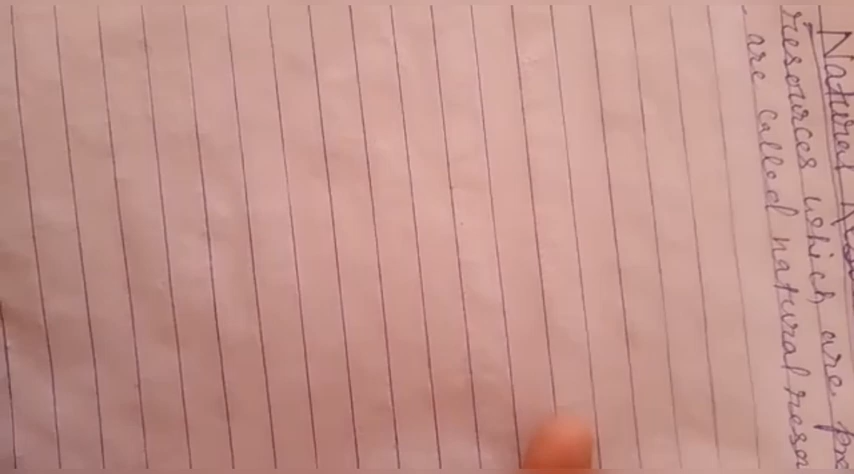 Natural
resources which are
are called natural